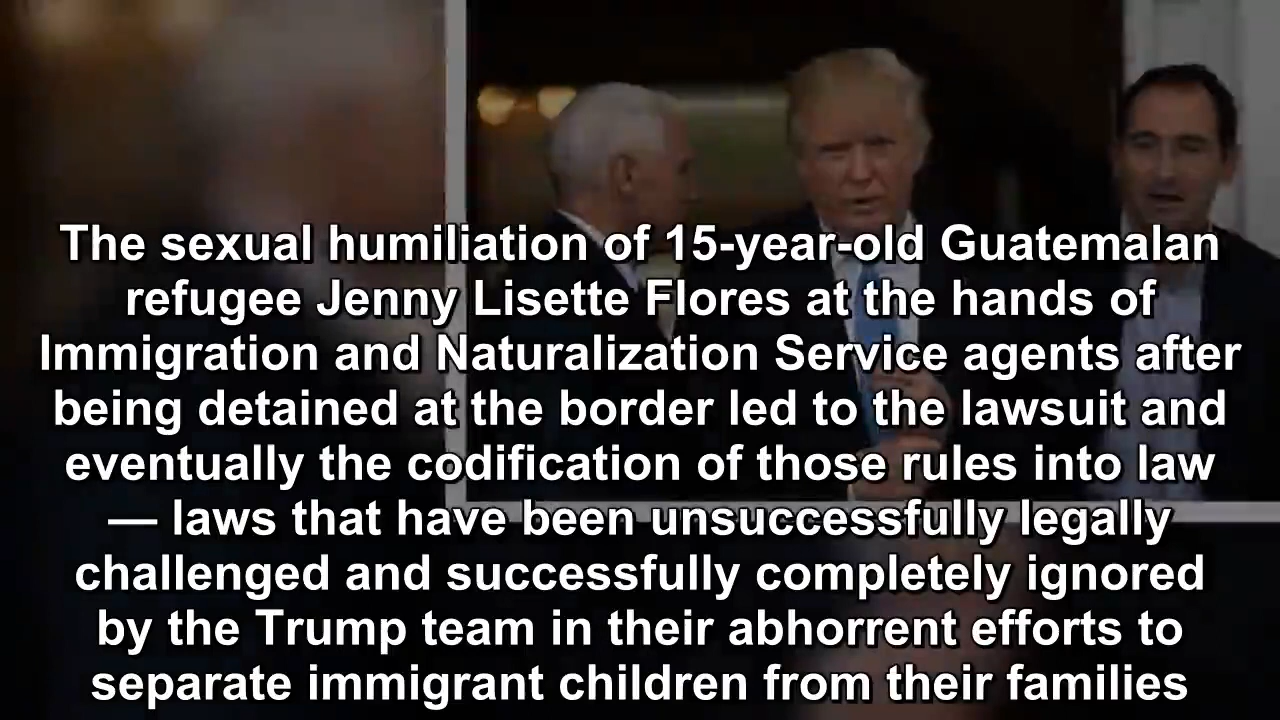 The sexual humiliation of 15-year-old Guatemalan
refugee Jenny Lisette Flores at the hands of
Immigration and Naturalization Service agents after
being detained at the border led to the lawsuit and
eventually the codification of those rules into law
— laws that have been unsuccessfully legally
challenged and successfully completely ignored
by the Trump team in their abhorrent efforts to
separate immigrant children from their families